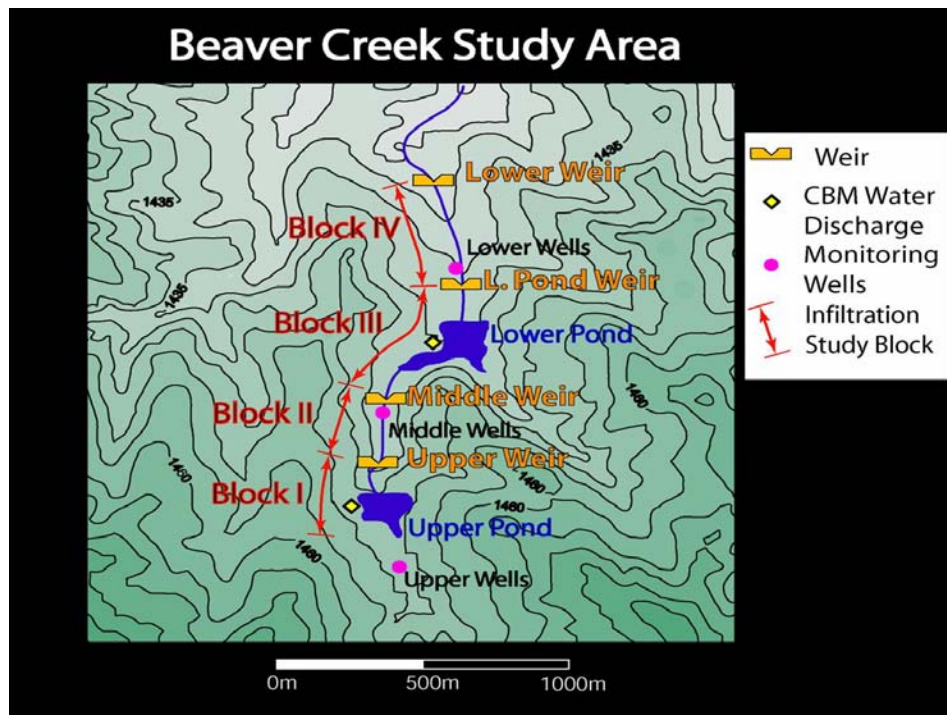 Beaver Creek Study Area
1435
1435
1435
1460
1460
1460
1460
1460
Lower Weir
Block IV
Lower Wells
L. Pond Weir
Block III
Lower Pond
Middle Weir
Block II
Middle Wells
Upper Weir
Block I
Upper Pond
Upper Wells
Weir
CBM Water
Discharge
Monitoring
Wells
Infiltration
Study Block
0m
500m
1000m